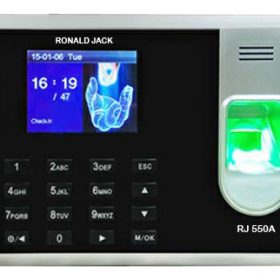 RONALD JACK
15-01-06 Tue
16 : 19
/ 47
Check-In
1 2ABC 3DEF ESC
4GHI 5JKL 6MNO ▲
7PQRS 8TUV 9WXYZ ▼
⏻/◀ 0 ▶ M/OK
RJ 550A